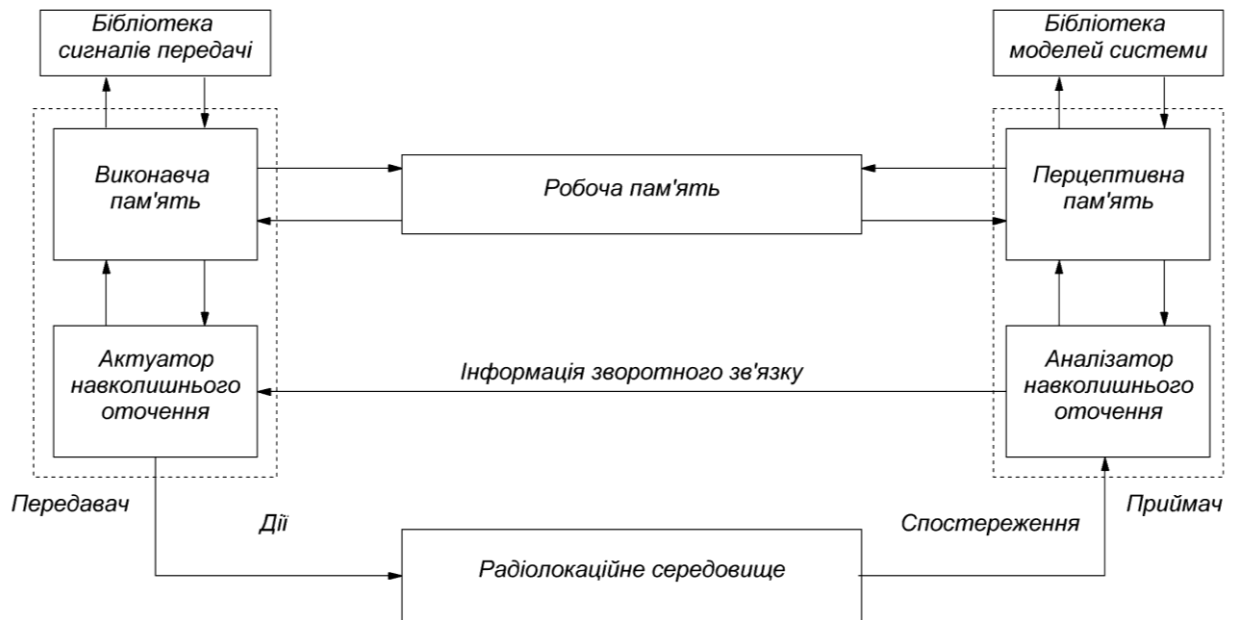 Бібліотека
сигналів передачі
Бібліотека
моделей системи
Виконавча
пам'ять
Робоча пам'ять
Перцептивна
пам'ять
Актуатор
навколишнього
оточення
Інформація зворотного зв'язку
Аналізатор
навколишнього
оточення
Передавач
Дії
Спостереження
Приймач
Радіолокаційне середовище